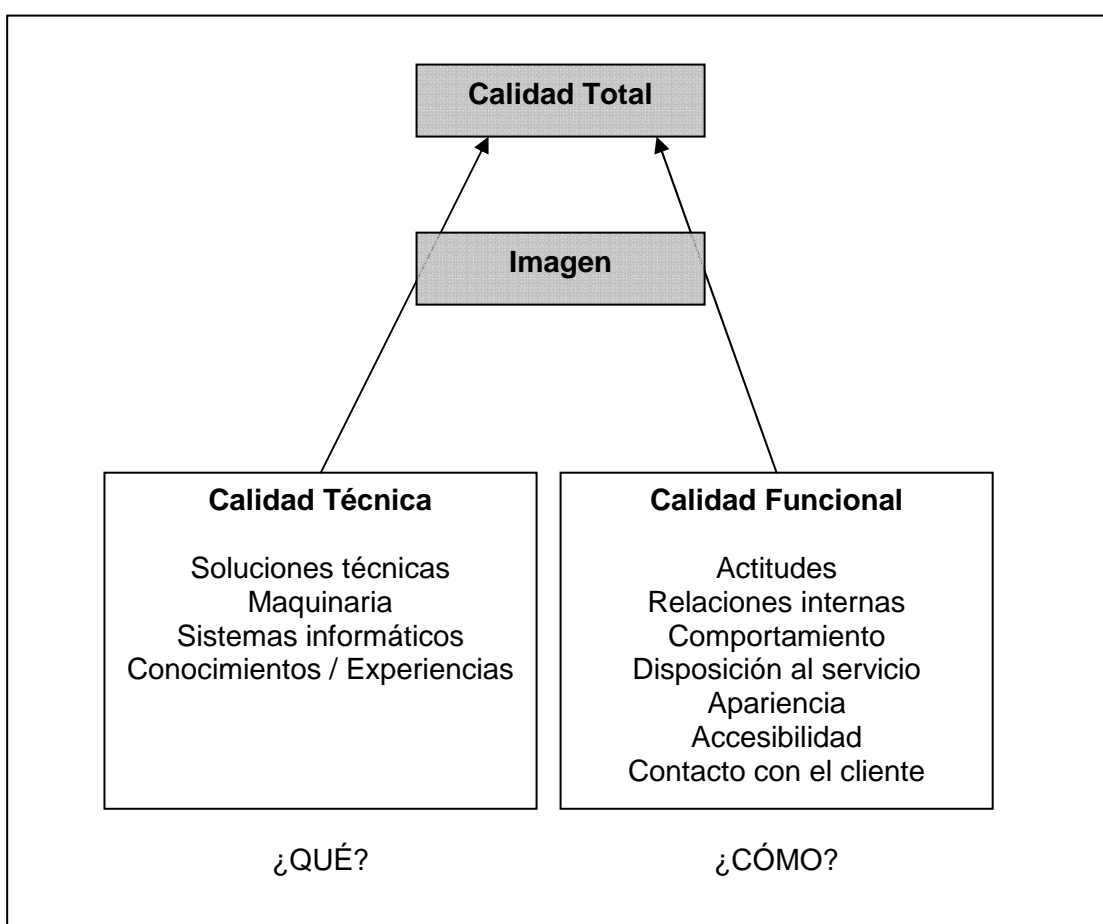 Calidad Total
Imagen
Calidad Técnica
Soluciones técnicas
Maquinaria
Sistemas informáticos
Conocimientos / Experiencias
Calidad Funcional
Actitudes
Relaciones internas
Comportamiento
Disposición al servicio
Apariencia
Accesibilidad
Contacto con el cliente
¿QUÉ?
¿CÓMO?